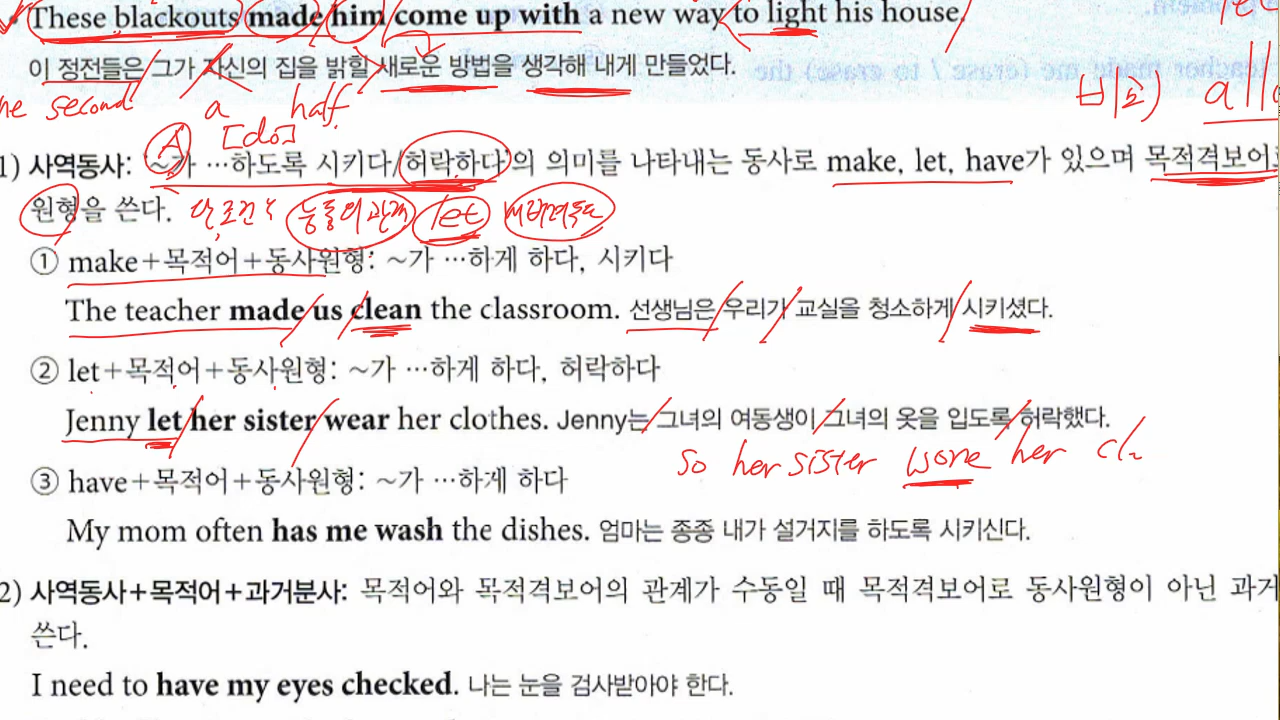 These blackouts made him come up with a new way to light his house.
이 정전들은 그가 자신의 집을 밝힐 새로운 방법을 생각해 내게 만들었다.
second a half
비교) allo
A [do]
1) 사역동사: '~가 …하도록 시키다/허락하다'의 의미를 나타내는 동사로 make, let, have가 있으며 목적격보어로
원형을 쓴다. 능동의 관계 let
① make+목적어+동사원형: ~가 …하게 하다, 시키다
The teacher made us clean the classroom. 선생님은 우리가 교실을 청소하게 시키셨다.
② let+목적어+동사원형: ~가 …하게 하다, 허락하다
Jenny let her sister wear her clothes. Jenny는 그녀의 여동생이 그녀의 옷을 입도록 허락했다.
so her sister wore her clo
③ have+목적어+동사원형: ~가 …하게 하다
My mom often has me wash the dishes. 엄마는 종종 내가 설거지를 하도록 시키신다.
2) 사역동사+목적어+과거분사: 목적어와 목적격보어의 관계가 수동일 때 목적격보어로 동사원형이 아닌 과거
쓴다.
I need to have my eyes checked. 나는 눈을 검사받아야 한다.